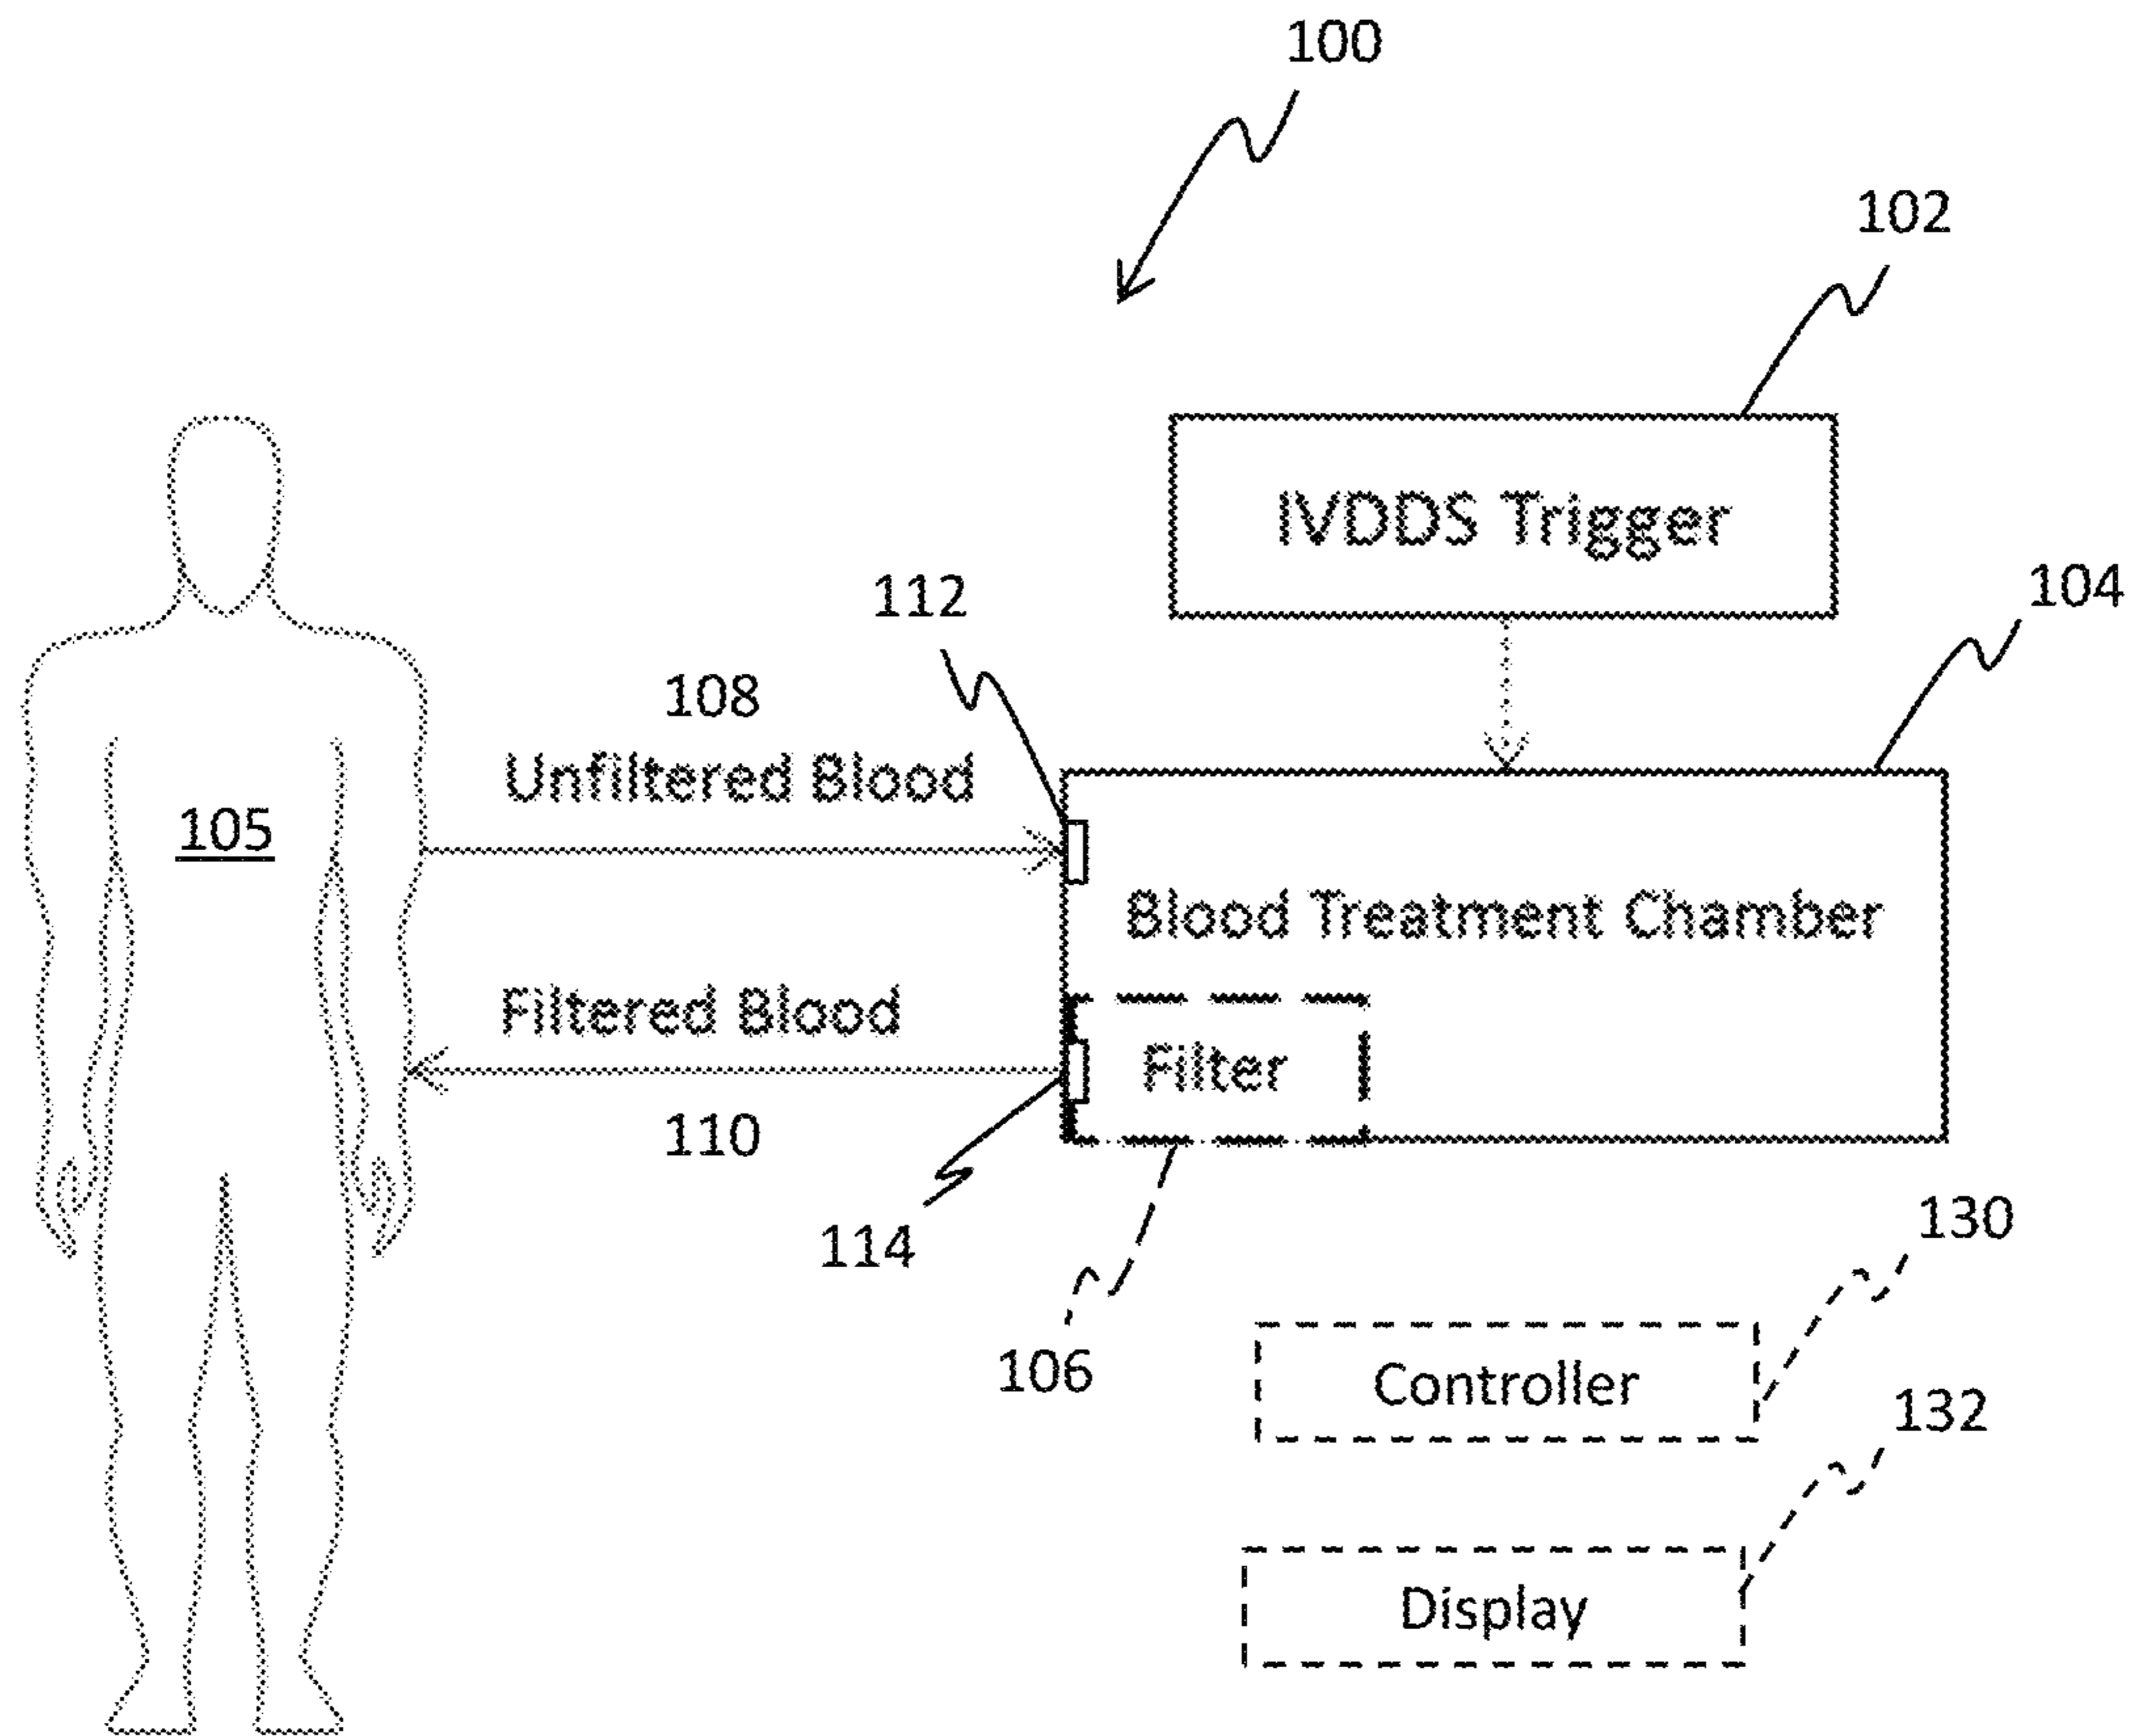 100
102
IVDDS Trigger
104
112
108
Unfiltered Blood
105
Blood Treatment Chamber
Filtered Blood
Filter
110
114
106
130
Controller
132
Display